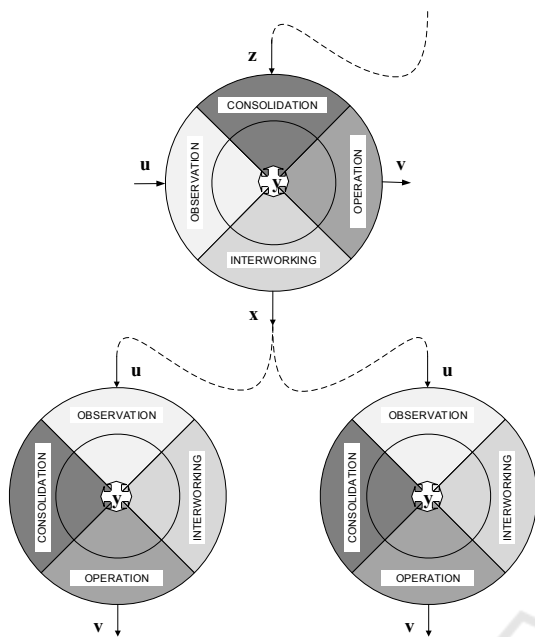 z
CONSOLIDATION
u
OBSERVATION
y
OPERATION
v
INTERWORKING
x
u
u
OBSERVATION
OBSERVATION
CONSOLIDATION
y
INTERWORKING
CONSOLIDATION
y
INTERWORKING
OPERATION
OPERATION
v
v